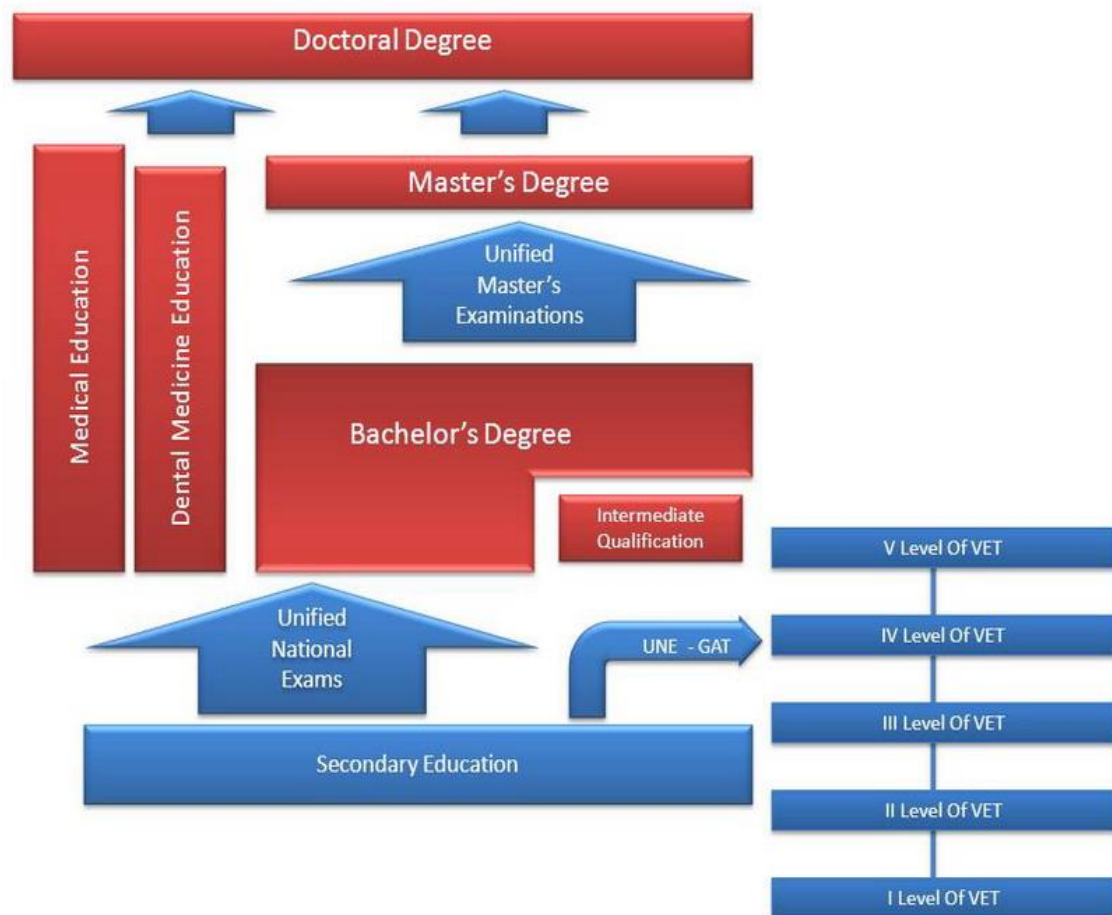 Doctoral Degree
Master's Degree
Unified
Master's
Examinations
Medical Education
Dental Medicine Education
Bachelor's Degree
Intermediate
Qualification
V Level Of VET
Unified
National
Exams
UNE - GAT
IV Level Of VET
III Level Of VET
Secondary Education
II Level Of VET
I Level Of VET